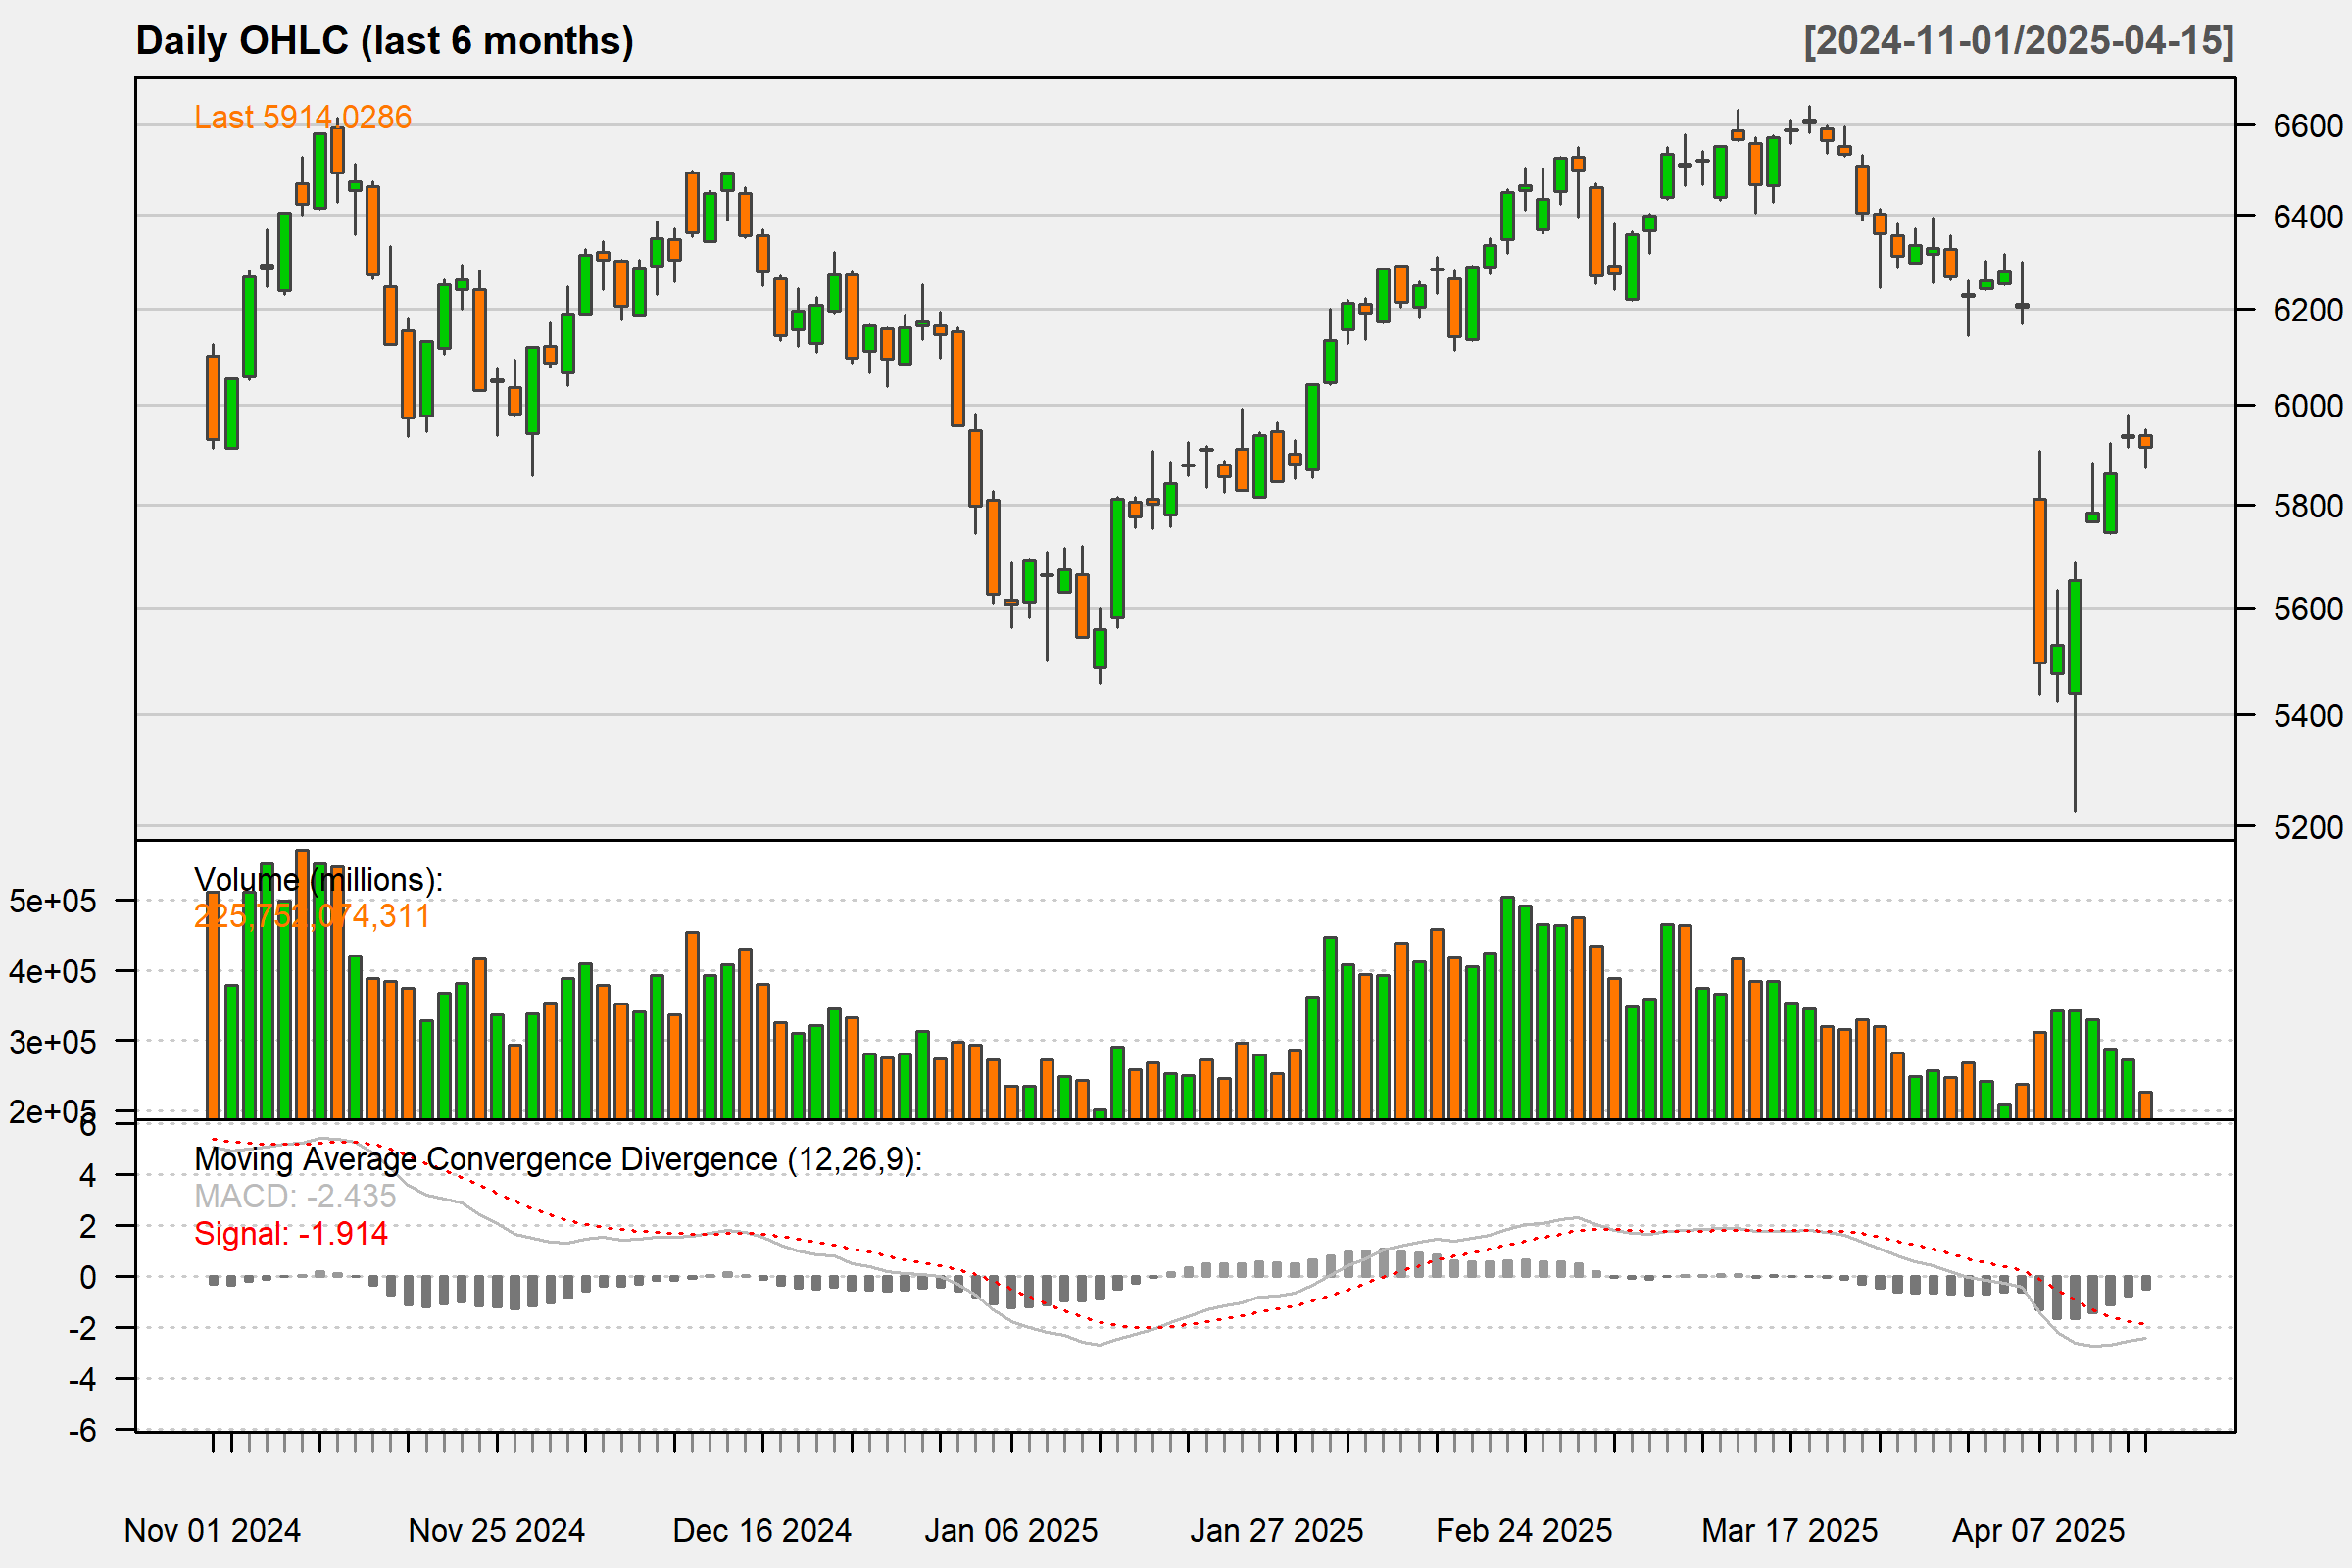 Daily OHLC (last 6 months)
[2024-11-01/2025-04-15]
Last 5914.0286
6600
6400
6200
6000
5800
5600
5400
5200
Volume (millions):
225,752,074,311
5e+05
4e+05
3e+05
2e+05
Moving Average Convergence Divergence (12,26,9):
MACD: -2.435
Signal: -1.914
6
4
2
0
-2
-4
-6
Nov 01 2024
Nov 25 2024
Dec 16 2024
Jan 06 2025
Jan 27 2025
Feb 24 2025
Mar 17 2025
Apr 07 2025